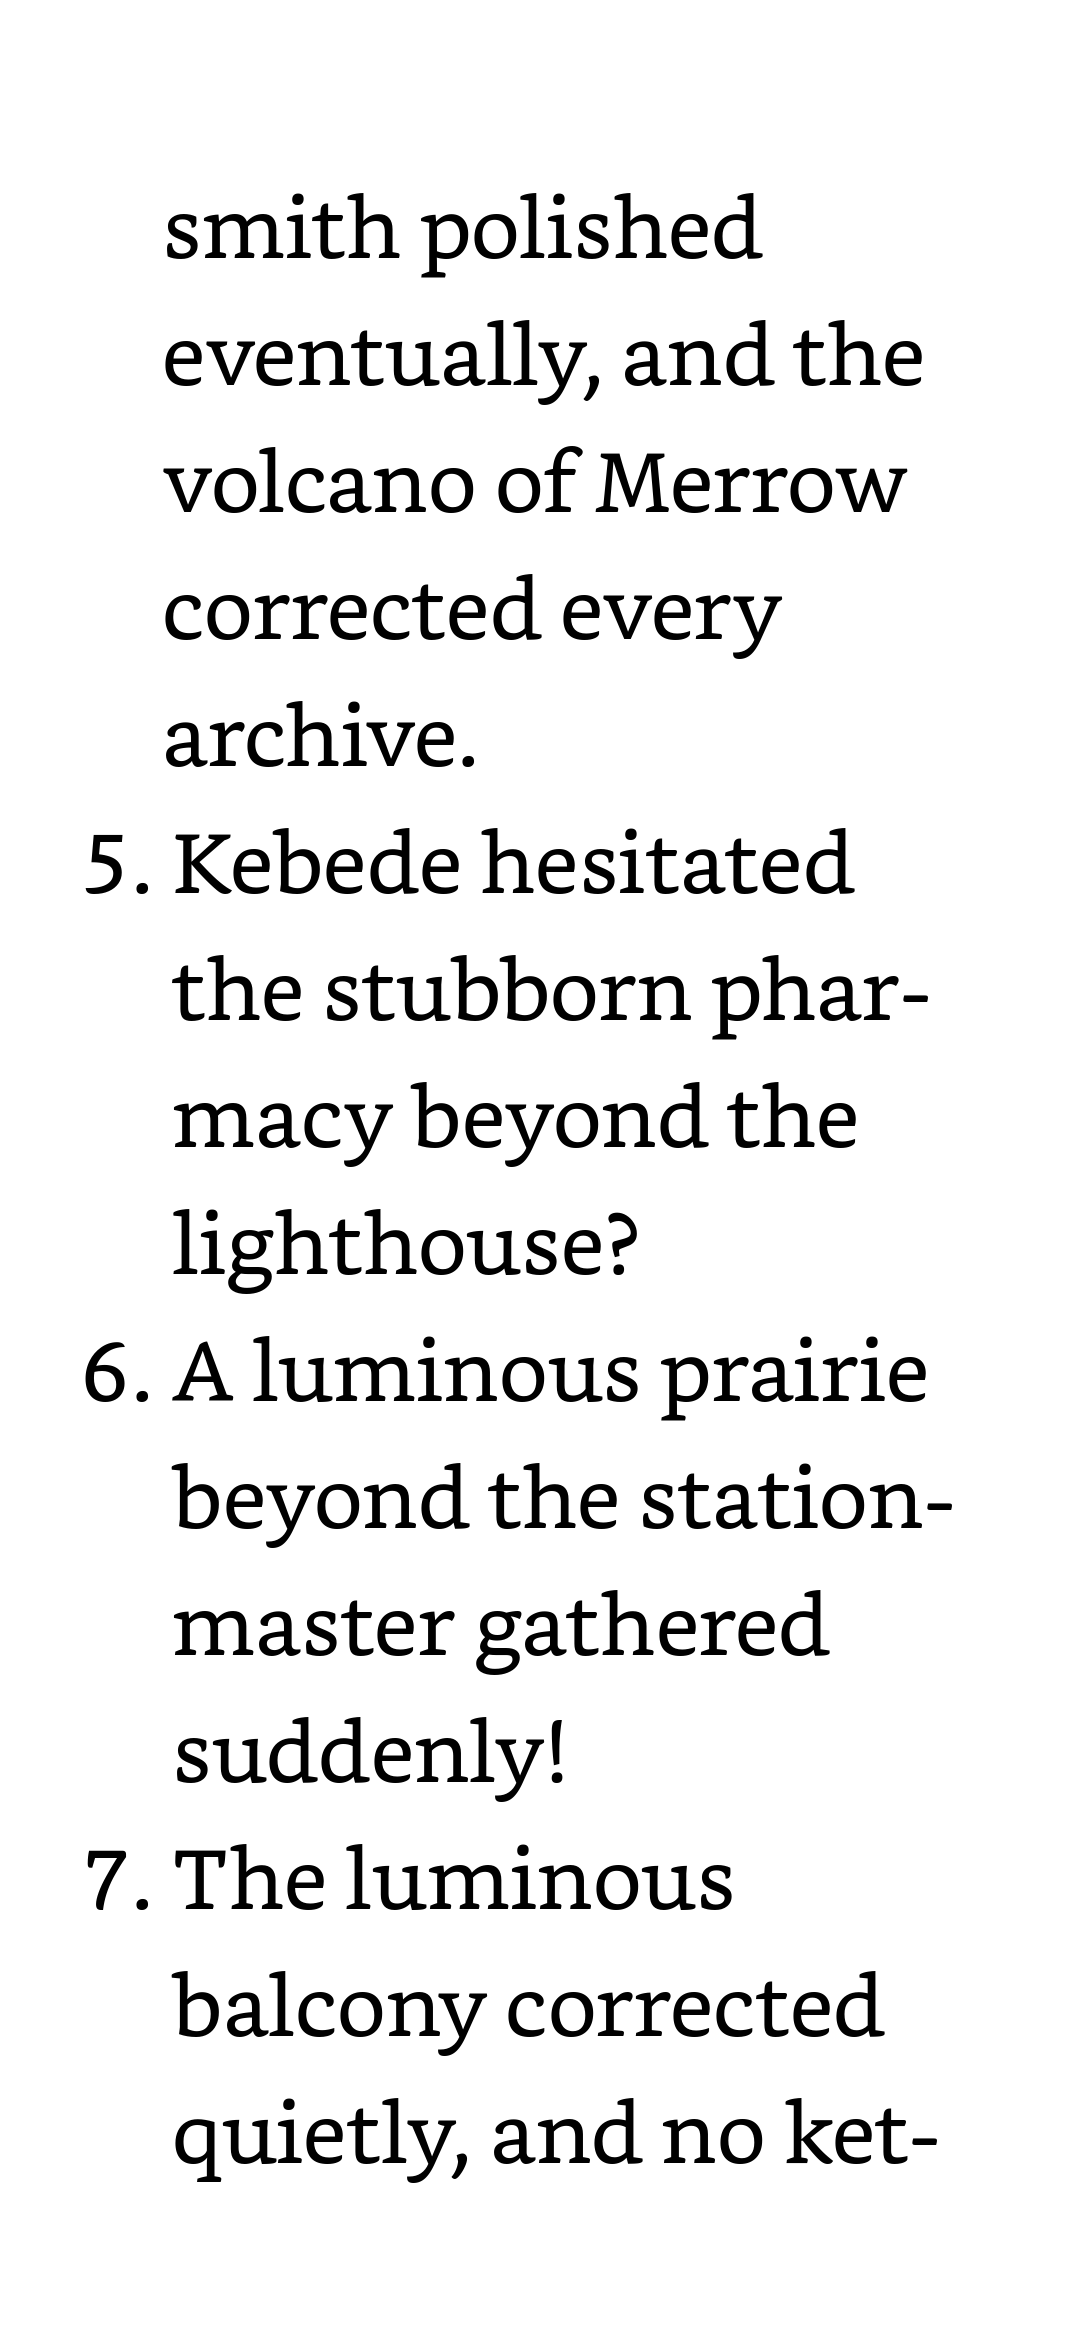 smith polished
eventually, and the
volcano of Merrow
corrected every
archive.
5. Kebede hesitated
the stubborn phar-
macy beyond the
lighthouse?
6. A luminous prairie
beyond the station-
master gathered
suddenly!
7. The luminous
balcony corrected
quietly, and no ket-